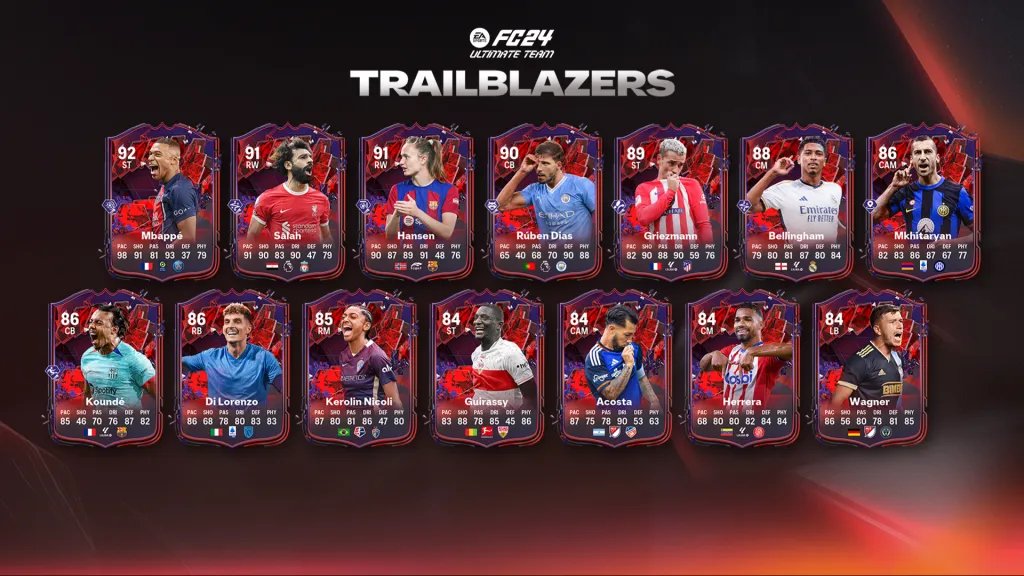 EA SPORTS FC24
ULTIMATE TEAM
TRAILBLAZERS
92
ST
Mbappé
PAC SHO PAS DRI DEF PHY
98 91 81 93 37 79
91
RW
Salah
PAC SHO PAS DRI DEF PHY
91 90 83 91 47 79
91
RW
Hansen
PAC SHO PAS DRI DEF PHY
90 87 89 91 48 76
90
CB
Rúben Dias
PAC SHO PAS DRI DEF PHY
65 40 68 70 90 88
89
ST
Griezmann
PAC SHO PAS DRI DEF PHY
82 90 88 91 59 76
88
CM
Bellingham
PAC SHO PAS DRI DEF PHY
82 80 84 88 80 84
86
CAM
Mkhitaryan
PAC SHO PAS DRI DEF PHY
82 83 86 87 67 77
86
CB
Koundé
PAC SHO PAS DRI DEF PHY
85 46 70 76 87 82
86
RB
Di Lorenzo
PAC SHO PAS DRI DEF PHY
86 68 74 83 83 83
85
RM
Kerolin Nicoli
PAC SHO PAS DRI DEF PHY
87 80 81 86 47 80
84
ST
Guirassy
PAC SHO PAS DRI DEF PHY
83 84 75 85 45 86
84
CAM
Acosta
PAC SHO PAS DRI DEF PHY
87 75 83 90 53 63
84
CM
Herrera
PAC SHO PAS DRI DEF PHY
68 80 84 84 80 80
84
LB
Wagner
PAC SHO PAS DRI DEF PHY
86 56 80 78 81 85